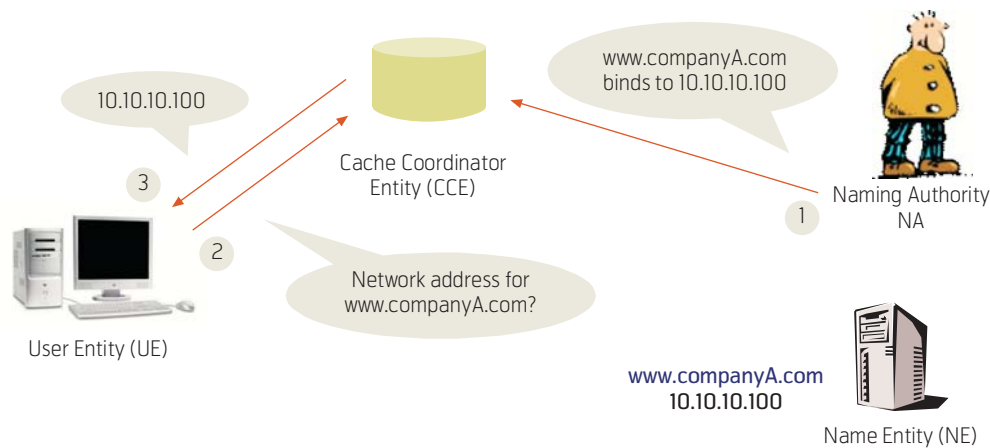 www.companyA.com
binds to 10.10.10.100
10.10.10.100
Cache Coordinator
Entity (CCE)
3
Naming Authority
NA
1
2
Network address for
www.companyA.com?
User Entity (UE)
www.companyA.com
10.10.10.100
Name Entity (NE)